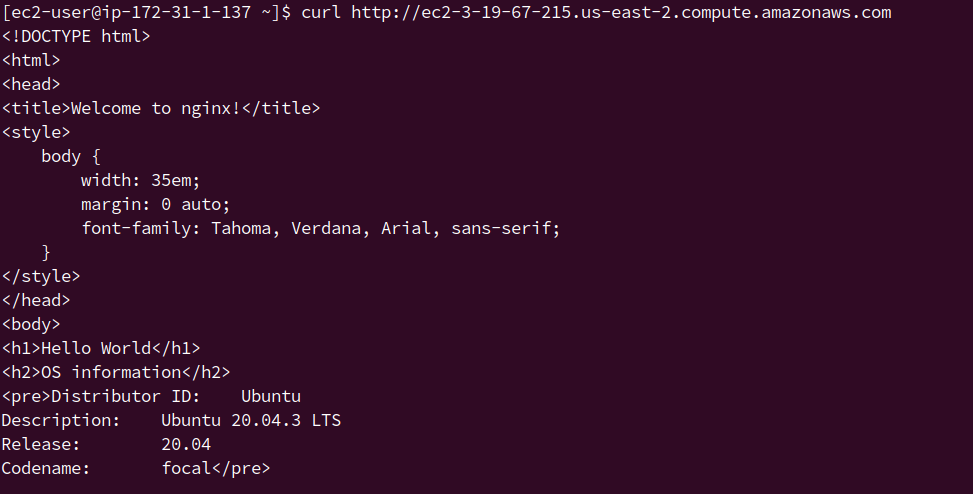 [ec2-user@ip-172-31-1-137 ~]$ curl http://ec2-3-19-67-215.us-east-2.compute.amazonaws.com
<!DOCTYPE html>
<html>
<head>
<title>Welcome to nginx!</title>
<style>
    body {
        width: 35em;
        margin: 0 auto;
        font-family: Tahoma, Verdana, Arial, sans-serif;
    }
</style>
</head>
<body>
<h1>Hello World</h1>
<h2>OS information</h2>
<pre>Distributor ID:    Ubuntu
Description:    Ubuntu 20.04.3 LTS
Release:        20.04
Codename:       focal</pre>